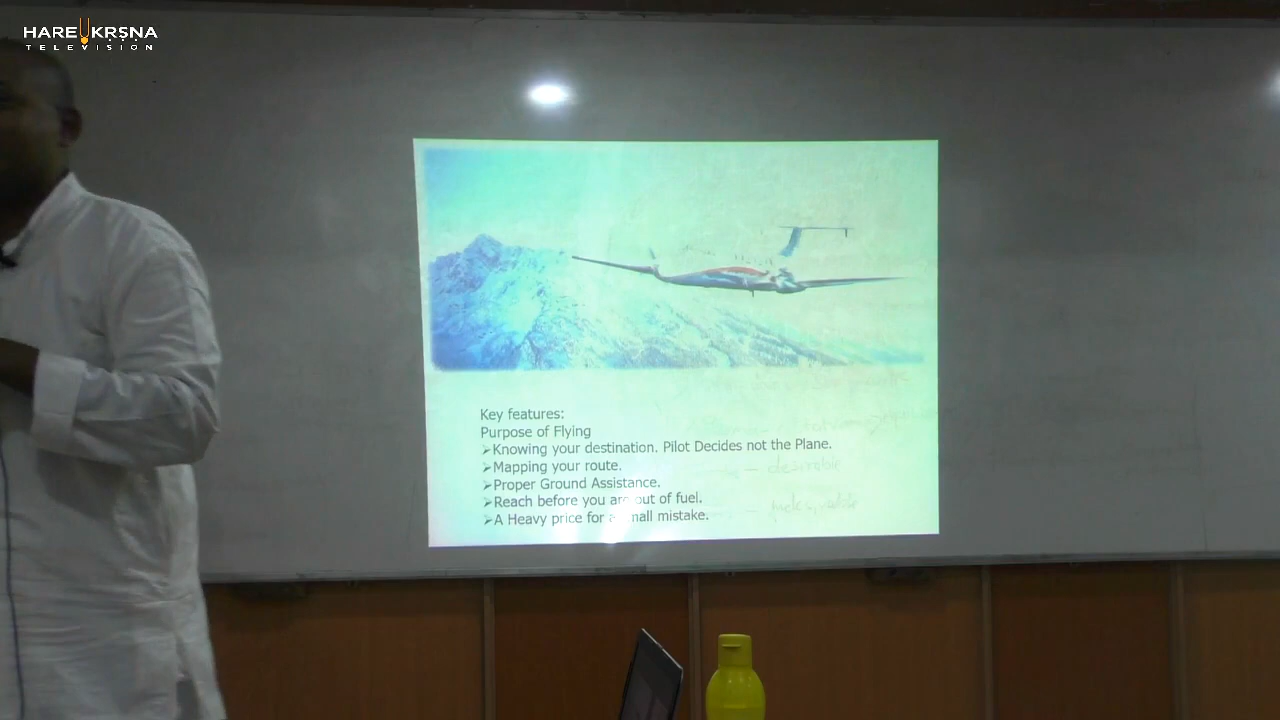 HARE KRSNA
TELEVISION
Key features:
Purpose of Flying
➢Knowing your destination. Pilot Decides not the Plane.
➢Mapping your route.
➢Proper Ground Assistance.
➢Reach before you are out of fuel.
➢A Heavy price for a small mistake.
desirable